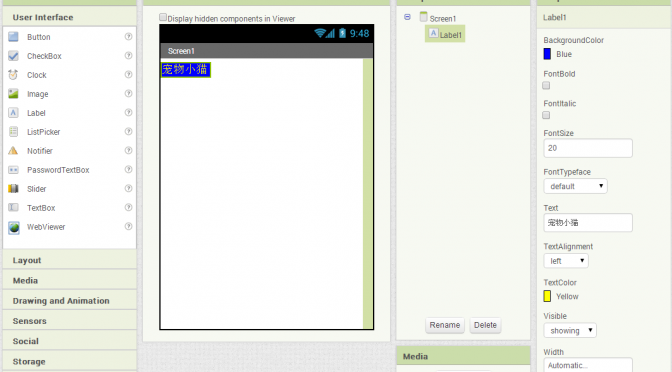 User Interface
Button
CheckBox
Clock
Image
Label
ListPicker
Notifier
PasswordTextBox
Slider
TextBox
WebViewer
Layout
Media
Drawing and Animation
Sensors
Social
Storage
Display hidden components in Viewer
9:48
Screen1
宠物小猫
Screen1
Label1
Rename
Delete
Media
Label1
BackgroundColor
Blue
FontBold
FontItalic
FontSize
20
FontTypeface
default
Text
宠物小猫
TextAlignment
left
TextColor
Yellow
Visible
showing
Width
Automatic...